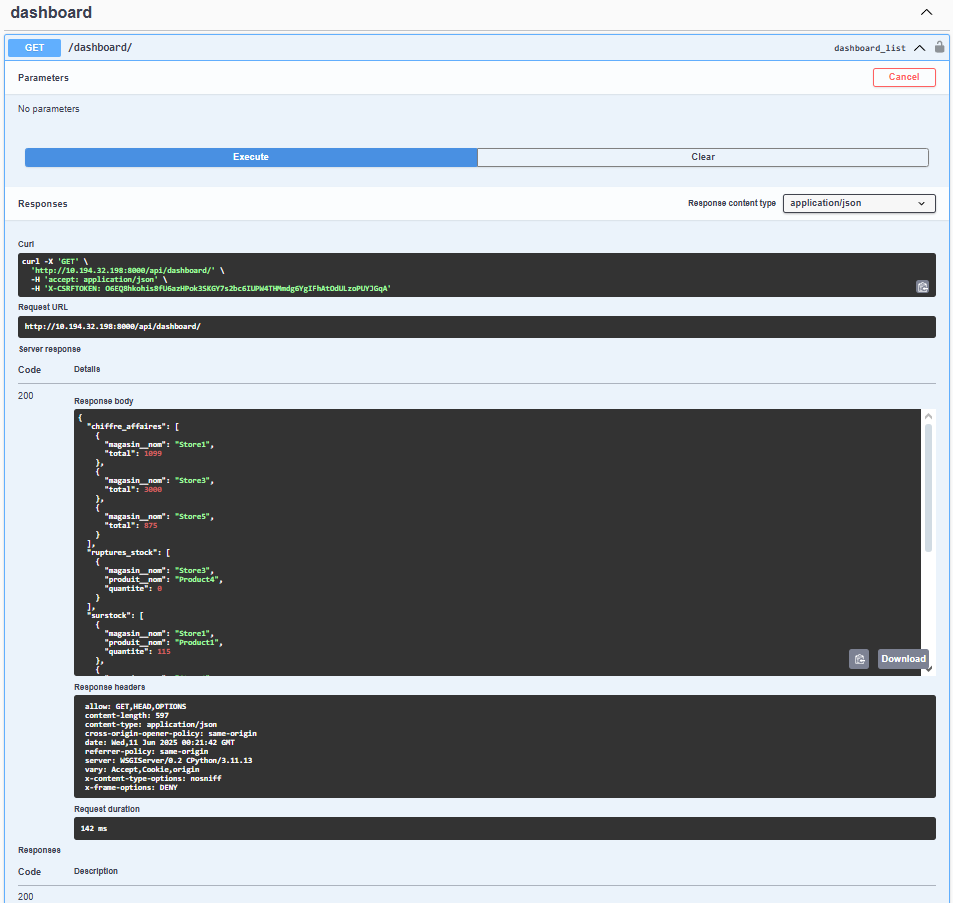 dashboard
GET /dashboard/ dashboard_list
Parameters Cancel
No parameters
Execute Clear
Responses Response content type application/json
Curl
curl -X 'GET' \
'http://10.194.32.198:8000/api/dashboard/' \
-H 'accept: application/json' \
-H 'X-CSRFTOKEN: O6EQ8hkohis8fU6azHPok3SKGY7s2bc6IUPW4THMmdg6YgIFhAtOdULzoPUYJGqA'
Request URL
http://10.194.32.198:8000/api/dashboard/
Server response
Code Details
200
Response body
{
"chiffre_affaires": [
{
"magasin__nom": "Store1",
"total": 1099
},
{
"magasin__nom": "Store3",
"total": 3000
},
{
"magasin__nom": "Store5",
"total": 875
}
],
"ruptures_stock": [
{
"magasin__nom": "Store3",
"produit__nom": "Product4",
"quantite": 0
}
],
"surstock": [
{
"magasin__nom": "Store1",
"produit__nom": "Product1",
"quantite": 115
},
{
Download
Response headers
allow: GET,HEAD,OPTIONS
content-length: 597
content-type: application/json
cross-origin-opener-policy: same-origin
date: Wed,11 Jun 2025 00:21:42 GMT
referrer-policy: same-origin
server: WSGIServer/0.2 CPython/3.11.13
vary: Accept,Cookie,origin
x-content-type-options: nosniff
x-frame-options: DENY
Request duration
142 ms
Responses
Code Description
200